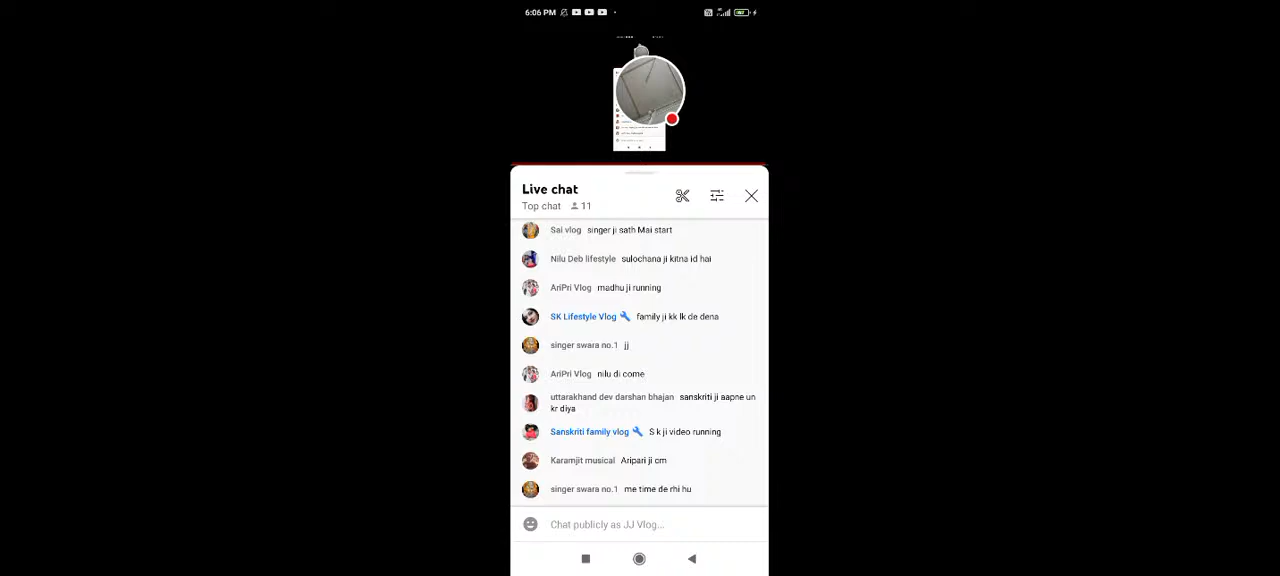 6:06 PM
Live chat
Top chat 11
Sai vlog singer ji sath Mai start
Nilu Deb lifestyle sulochana ji kitna id hai
AriPri Vlog madhu ji running
SK Lifestyle Vlog family ji kk lk de dena
singer swara no.1 jj
AriPri Vlog nilu di come
uttarakhand dev darshan bhajan sanskriti ji aapne un
kr diya
Sanskriti family vlog S k ji video running
Karamjit musical Aripari ji cm
singer swara no.1 me time de rhi hu
Chat publicly as JJ Vlog...